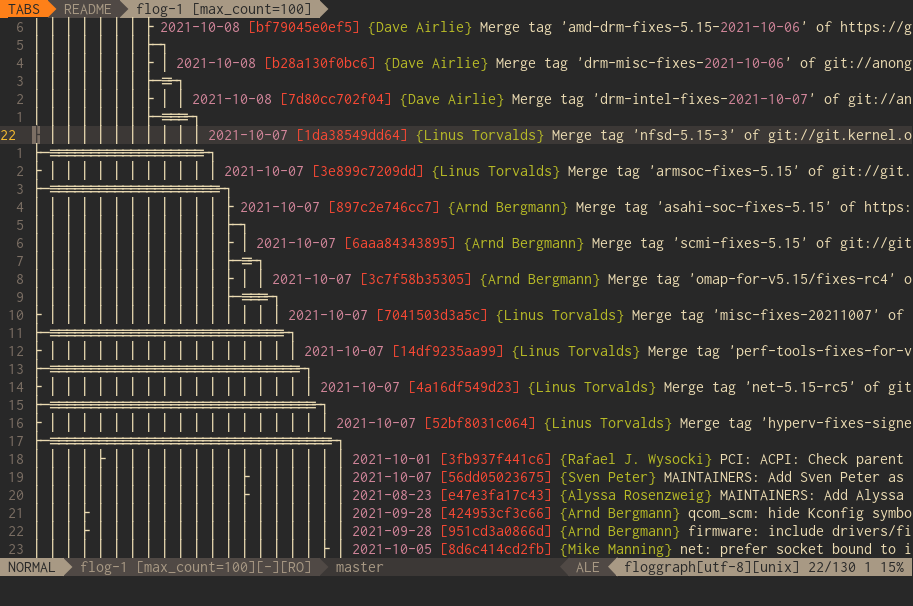 TABS README flog-1 [max_count=100]
6 2021-10-08 [bf79045e0ef5] {Dave Airlie} Merge tag 'amd-drm-fixes-5.15-2021-10-06' of https://g
5
4 2021-10-08 [b28a130f0bc6] {Dave Airlie} Merge tag 'drm-misc-fixes-2021-10-06' of git://anong
3
2 2021-10-08 [7d80cc702f04] {Dave Airlie} Merge tag 'drm-intel-fixes-2021-10-07' of git://an
1
22 2021-10-07 [1da38549dd64] {Linus Torvalds} Merge tag 'nfsd-5.15-3' of git://git.kernel.o
1
2 2021-10-07 [3e899c7209dd] {Linus Torvalds} Merge tag 'armsoc-fixes-5.15' of git://git.
3
4 2021-10-07 [897c2e746cc7] {Arnd Bergmann} Merge tag 'asahi-soc-fixes-5.15' of https:
5
6 2021-10-07 [6aaa84343895] {Arnd Bergmann} Merge tag 'scmi-fixes-5.15' of git://git
7
8 2021-10-07 [3c7f58b35305] {Arnd Bergmann} Merge tag 'omap-for-v5.15/fixes-rc4' o
9
10 2021-10-07 [7041503d3a5c] {Linus Torvalds} Merge tag 'misc-fixes-20211007' of
11
12 2021-10-07 [14df9235aa99] {Linus Torvalds} Merge tag 'perf-tools-fixes-for-v
13
14 2021-10-07 [4a16df549d23] {Linus Torvalds} Merge tag 'net-5.15-rc5' of git
15
16 2021-10-07 [52bf8031c064] {Linus Torvalds} Merge tag 'hyperv-fixes-signe
17
18 2021-10-01 [3fb937f441c6] {Rafael J. Wysocki} PCI: ACPI: Check parent
19 2021-10-07 [56dd05023675] {Sven Peter} MAINTAINERS: Add Sven Peter as
20 2021-08-23 [e47e3fa17c43] {Alyssa Rosenzweig} MAINTAINERS: Add Alyssa
21 2021-09-28 [424953cf3c66] {Arnd Bergmann} qcom_scm: hide Kconfig symbo
22 2021-09-28 [951cd3a0866d] {Arnd Bergmann} firmware: include drivers/fi
23 2021-10-05 [8d6c414cd2fb] {Mike Manning} net: prefer socket bound to i
NORMAL flog-1 [max_count=100][-][RO] master ALE floggraph[utf-8][unix] 22/130 1 15%